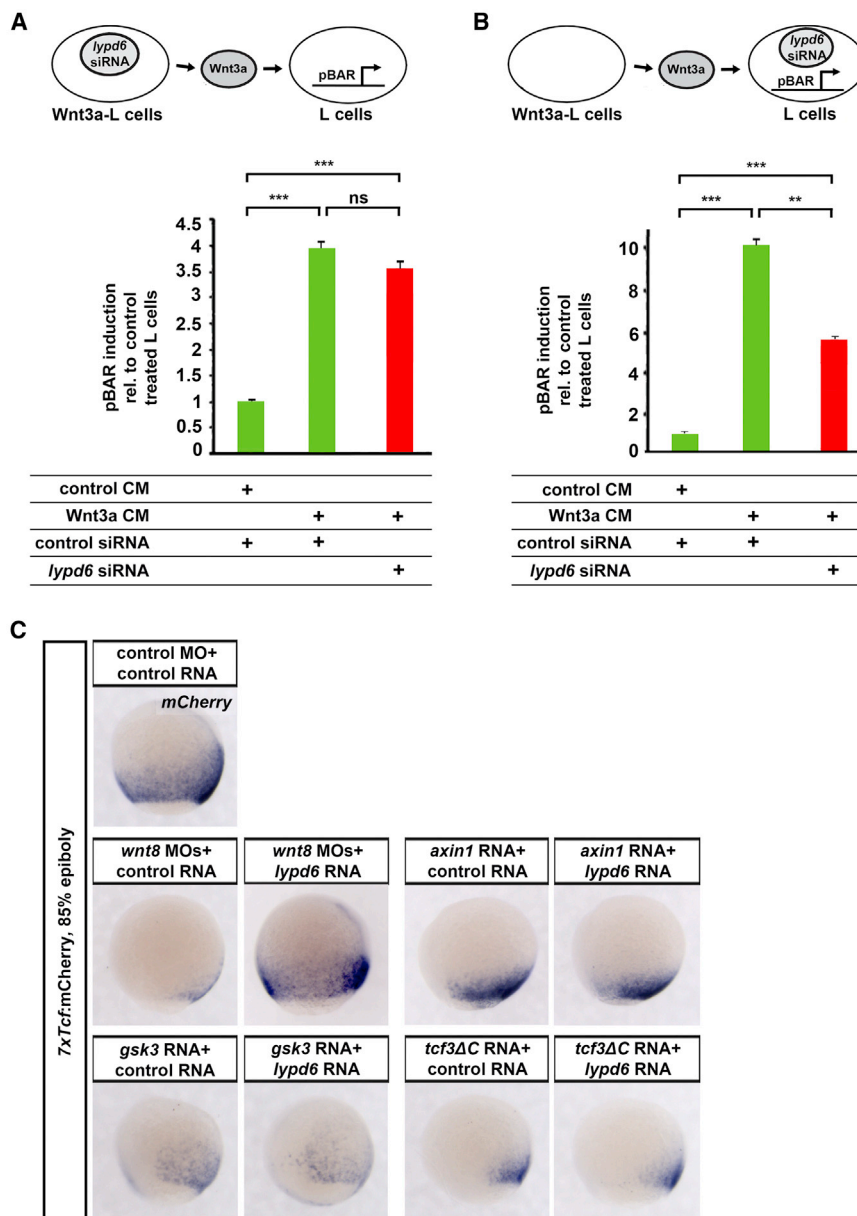 A
lypd6
siRNA
Wnt3a
pBAR
Wnt3a-L cells
L cells
***
***
ns
pBAR induction
rel. to control
treated L cells
4.5
4
3.5
3
2.5
2
1.5
1
0.5
0
control CM +
Wnt3a CM + +
control siRNA + +
lypd6 siRNA +
B
Wnt3a
lypd6
siRNA
pBAR
Wnt3a-L cells
L cells
***
***
**
pBAR induction
rel. to control
treated L cells
10
8
6
4
2
0
control CM +
Wnt3a CM + +
control siRNA + +
lypd6 siRNA +
C
7xTcf:mCherry, 85% epiboly
control MO+
control RNA
mCherry
wnt8 MOs+
control RNA
wnt8 MOs+
lypd6 RNA
axin1 RNA+
control RNA
axin1 RNA+
lypd6 RNA
gsk3 RNA+
control RNA
gsk3 RNA+
lypd6 RNA
tcf3ΔC RNA+
control RNA
tcf3ΔC RNA+
lypd6 RNA